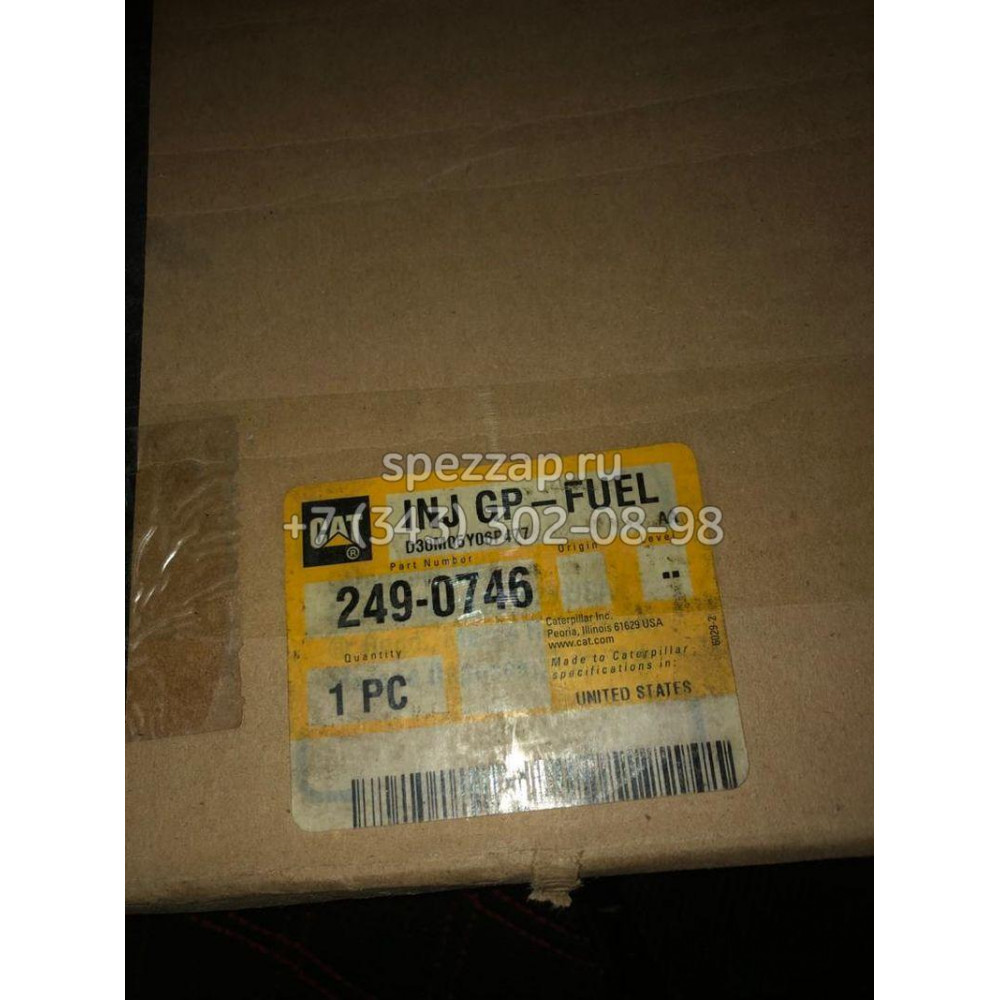 spezzap.ru
INJ GP-FUEL
+7 (343) 302-08-98
CAT
®
Part Number
Origin
249-0746
Caterpillar Inc.
Peoria, Illinois 61629 USA
www.cat.com
Quantity
Made to Caterpillar
specifications in:
1 PC
UNITED STATES